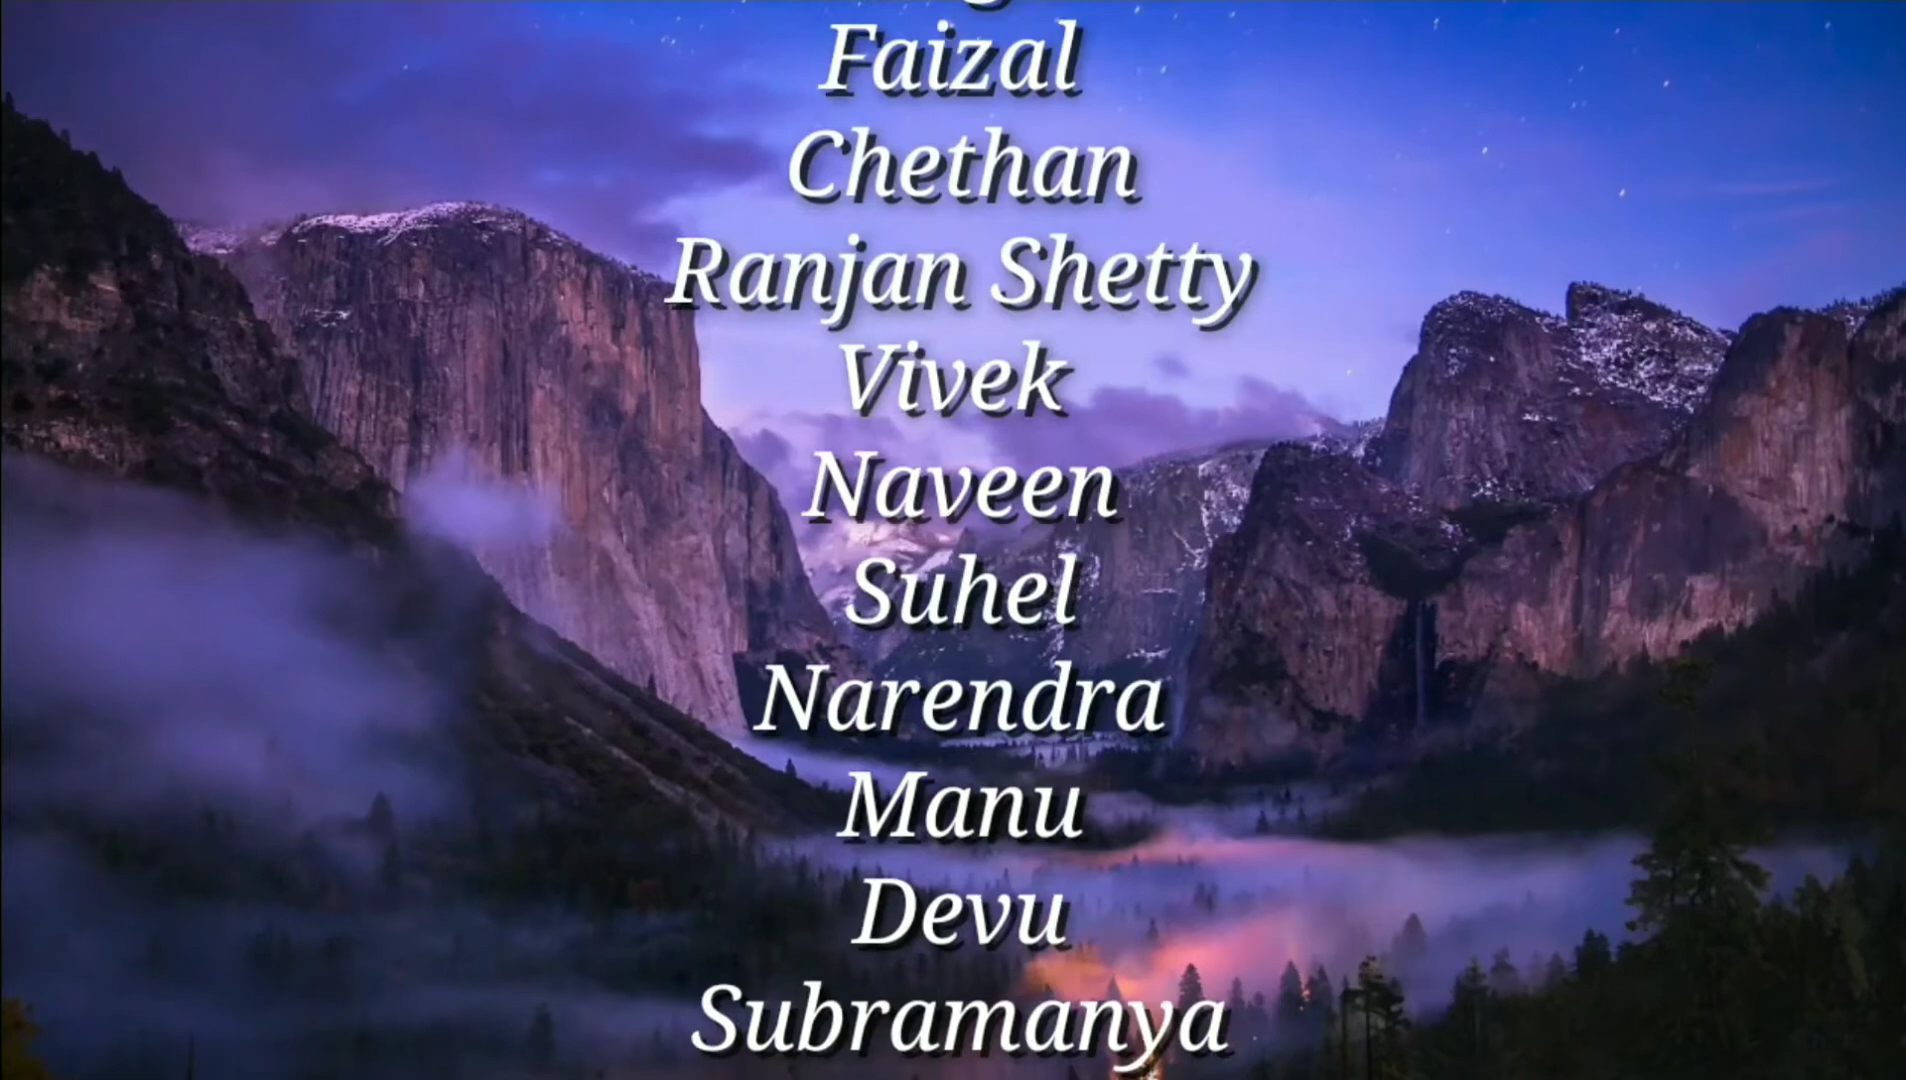 Faizal
Chethan
Ranjan Shetty
Vivek
Naveen
Suhel
Narendra
Manu
Devu
Subramanya